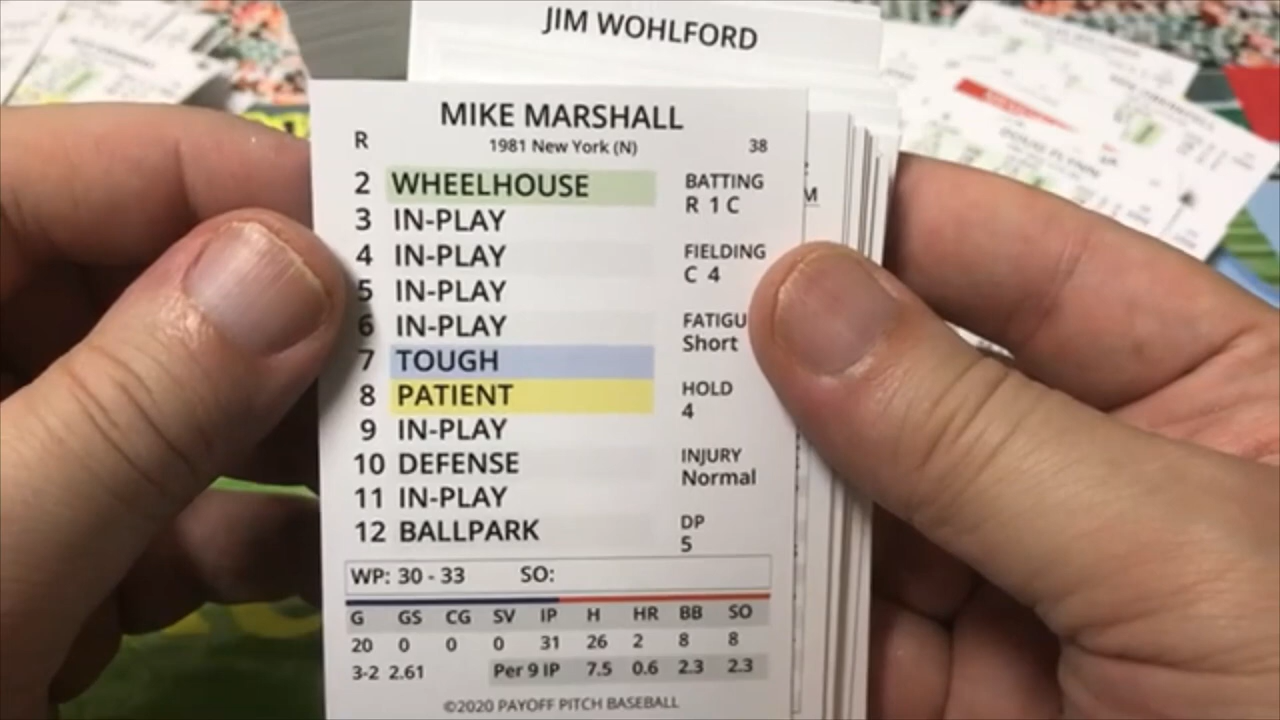 JIM WOHLFORD
MIKE MARSHALL
R 1981 New York (N) 38
2 WHEELHOUSE
3 IN-PLAY
4 IN-PLAY
5 IN-PLAY
6 IN-PLAY
7 TOUGH
8 PATIENT
9 IN-PLAY
10 DEFENSE
11 IN-PLAY
12 BALLPARK
BATTING
R 1 C
FIELDING
C 4
FATIGU
Short
HOLD
4
INJURY
Normal
DP
5
M
WP: 30 - 33 SO:
G GS CG SV IP H HR BB SO
20 0 0 0 31 26 2 8 8
3-2 2.61 Per 9 IP 7.5 0.6 2.3 2.3
©2020 PAYOFF PITCH BASEBALL